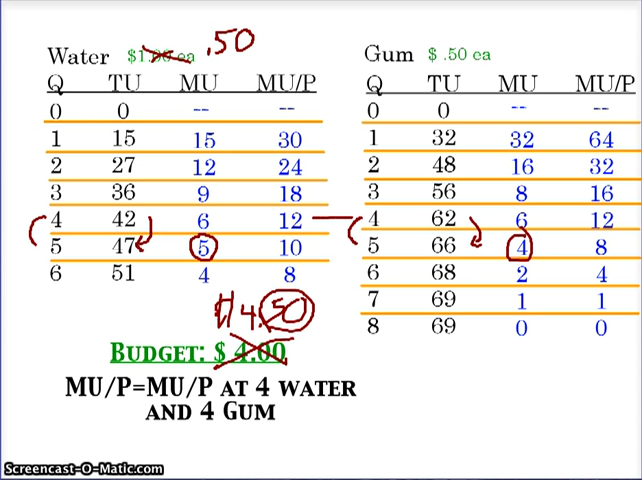 Water $1.00 ea .50
Q TU MU MU/P
0 0 -- --
1 15 15 30
2 27 12 24
3 36 9 18
4 42 6 12
5 47 5 10
6 51 4 8
Gum $ .50 ea
Q TU MU MU/P
0 0 -- --
1 32 32 64
2 48 16 32
3 56 8 16
4 62 6 12
5 66 4 8
6 68 2 4
7 69 1 1
8 69 0 0
$4.50
BUDGET: $ 4.00
MU/P=MU/P AT 4 WATER
AND 4 GUM
Screencast-O-Matic.com